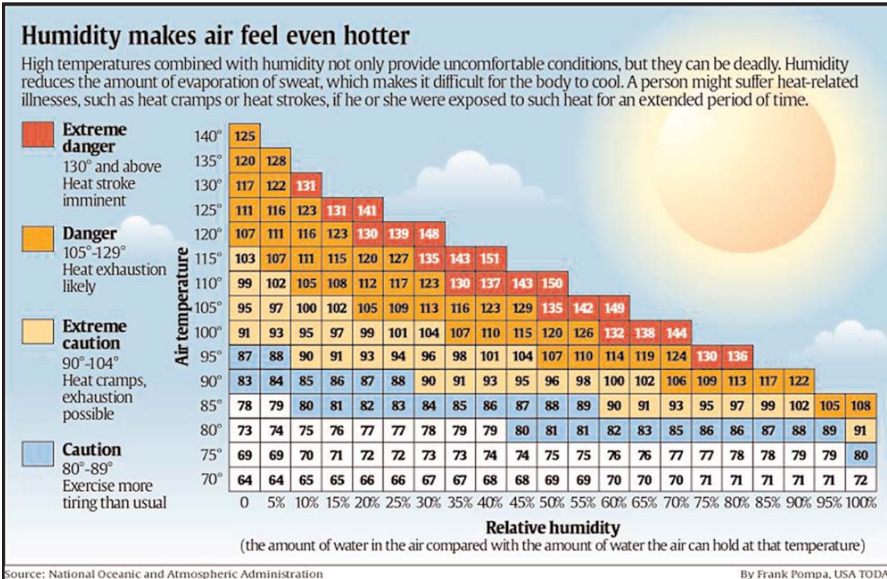 Humidity makes air feel even hotter
High temperatures combined with humidity not only provide uncomfortable conditions, but they can be deadly. Humidity
reduces the amount of evaporation of sweat, which makes it difficult for the body to cool. A person might suffer heat-related
illnesses, such as heat cramps or heat strokes, if he or she were exposed to such heat for an extended period of time.
Extreme
danger
130° and above
Heat stroke
imminent
Danger
105°-129°
Heat exhaustion
likely
Extreme
caution
90°-104°
Heat cramps,
exhaustion
possible
Caution
80°-89°
Exercise more
tiring than usual
Air temperature
140° 125
135° 120 128
130° 117 122 131
125° 111 116 123 131 141
120° 107 111 116 123 130 139 148
115° 103 107 111 115 120 127 135 143 151
110° 99 102 105 108 112 117 123 130 137 143 150
105° 95 97 100 102 105 109 113 116 123 129 135 142 149
100° 91 93 95 97 99 101 104 107 110 115 120 126 132 138 144
95° 87 88 90 91 93 94 96 98 101 104 107 110 114 119 124 130 136
90° 83 84 85 86 87 88 90 91 93 95 96 98 100 102 106 109 113 117 122
85° 78 79 80 81 82 83 84 85 86 87 88 89 90 91 93 95 97 99 102 105 108
80° 73 74 75 76 77 77 78 79 79 80 81 81 82 83 85 86 86 87 88 89 91
75° 69 69 70 71 72 72 73 73 74 74 75 75 76 76 77 77 78 78 79 79 80
70° 64 64 65 65 66 66 67 67 68 68 69 69 70 70 70 71 71 71 71 71 72
0 5% 10% 15% 20% 25% 30% 35% 40% 45% 50% 55% 60% 65% 70% 75% 80% 85% 90% 95% 100%
Relative humidity
(the amount of water in the air compared with the amount of water the air can hold at that temperature)
Source: National Oceanic and Atmospheric Administration
By Frank Pompa, USA TODA